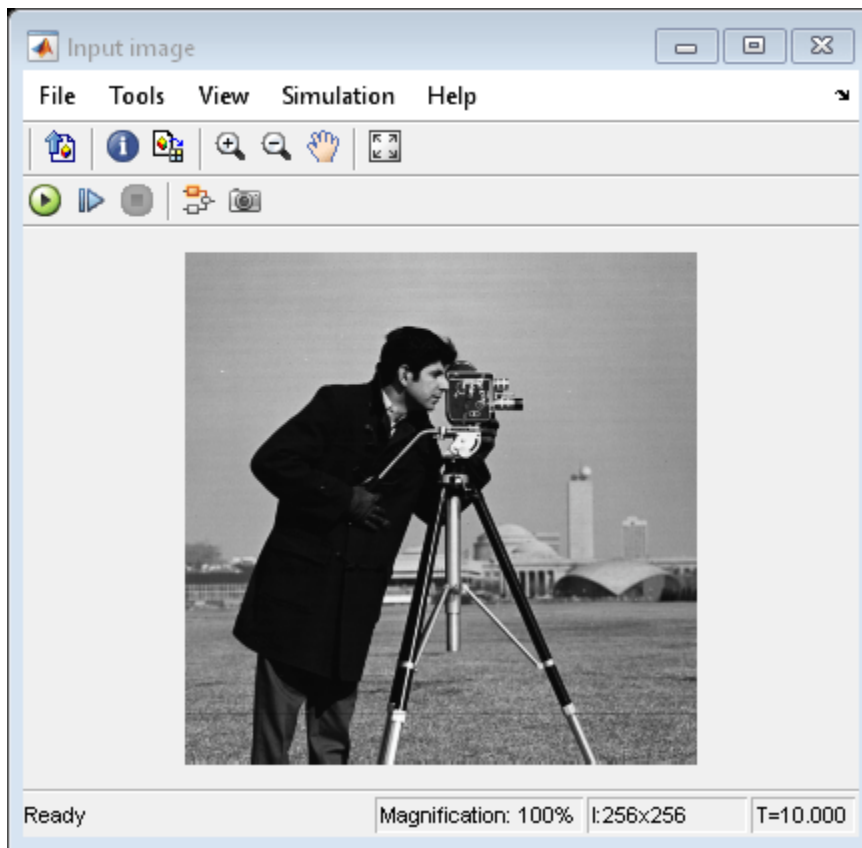 Input image
File Tools View Simulation Help
Ready Magnification: 100% I:256x256 T=10.000